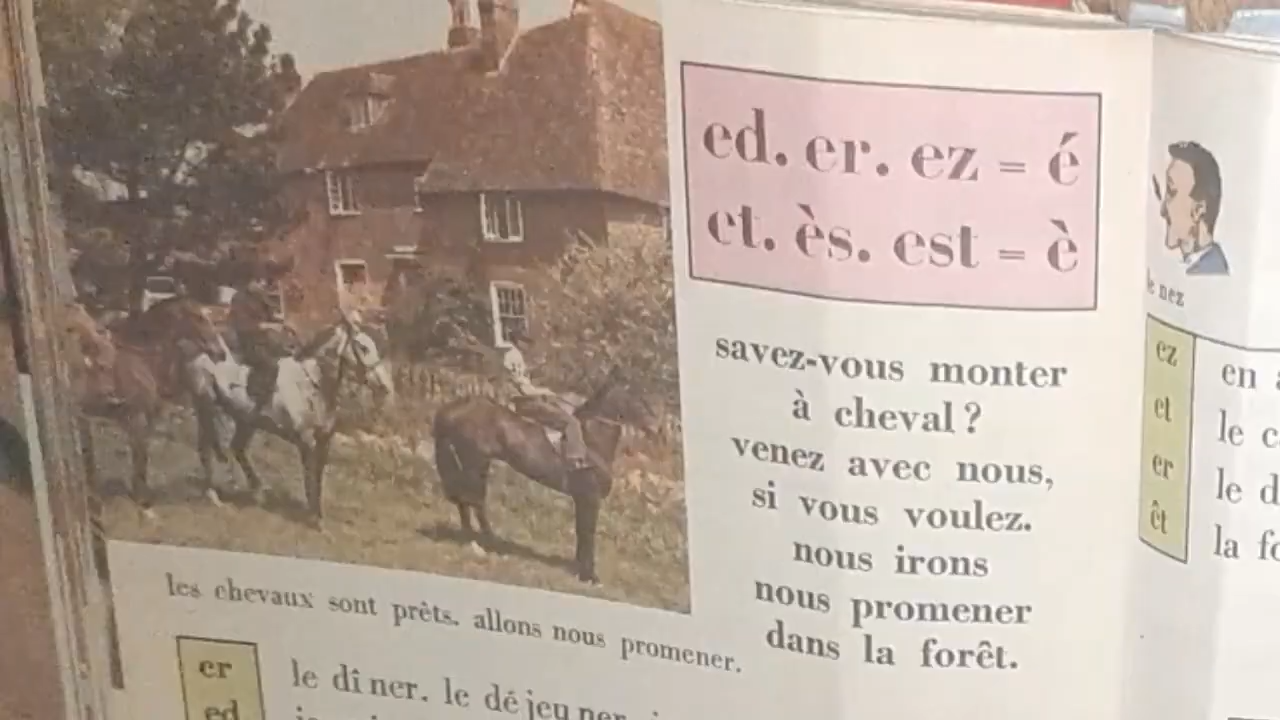 ed. er. ez = é
et. ès. est = è
savez-vous monter
à cheval ?
venez avec nous,
si vous voulez.
nous irons
nous promener
dans la forêt.
les chevaux sont prêts. allons nous promener.
er
ed
le dîner. le déjeuner.
le nez
ez
et
er
êt
en
le
le
la